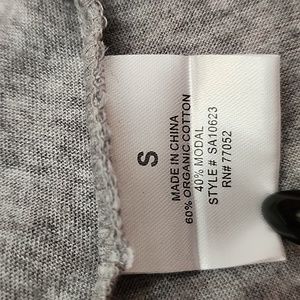 S
MADE IN CHINA
60% ORGANIC COTTON
40% MODAL
STYLE # SA10623
RN# 77052